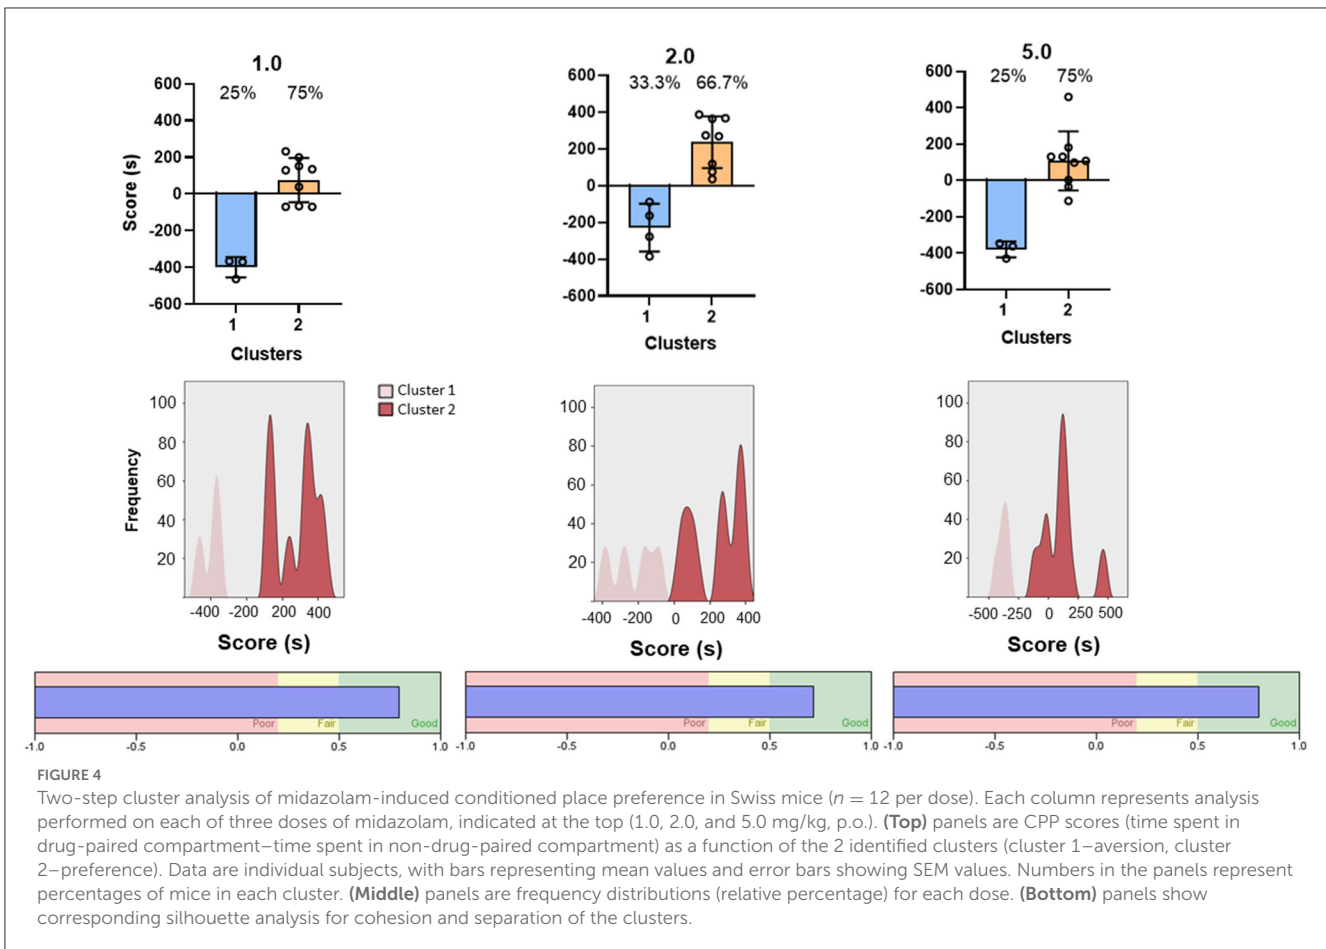 1.0
25% 75%
600
400
200
0
-200
-400
-600
Score (s)
1 2
Clusters
2.0
33.3% 66.7%
600
400
200
0
-200
-400
-600
1 2
Clusters
5.0
25% 75%
600
400
200
0
-200
-400
-600
1 2
Clusters
100
80
60
40
20
Frequency
-400 -200 200 400
Score (s)
Cluster 1
Cluster 2
100
80
60
40
20
-400 -200 0 200 400
Score (s)
100
80
60
40
20
-500 -250 0 250 500
Score (s)
Poor Fair Good
-1.0 -0.5 0.0 0.5 1.0
Poor Fair Good
-1.0 -0.5 0.0 0.5 1.0
Poor Fair Good
-1.0 -0.5 0.0 0.5 1.0
FIGURE 4
Two-step cluster analysis of midazolam-induced conditioned place preference in Swiss mice (n = 12 per dose). Each column represents analysis
performed on each of three doses of midazolam, indicated at the top (1.0, 2.0, and 5.0 mg/kg, p.o.). (Top) panels are CPP scores (time spent in
drug-paired compartment–time spent in non-drug-paired compartment) as a function of the 2 identified clusters (cluster 1–aversion, cluster
2–preference). Data are individual subjects, with bars representing mean values and error bars showing SEM values. Numbers in the panels represent
percentages of mice in each cluster. (Middle) panels are frequency distributions (relative percentage) for each dose. (Bottom) panels show
corresponding silhouette analysis for cohesion and separation of the clusters.